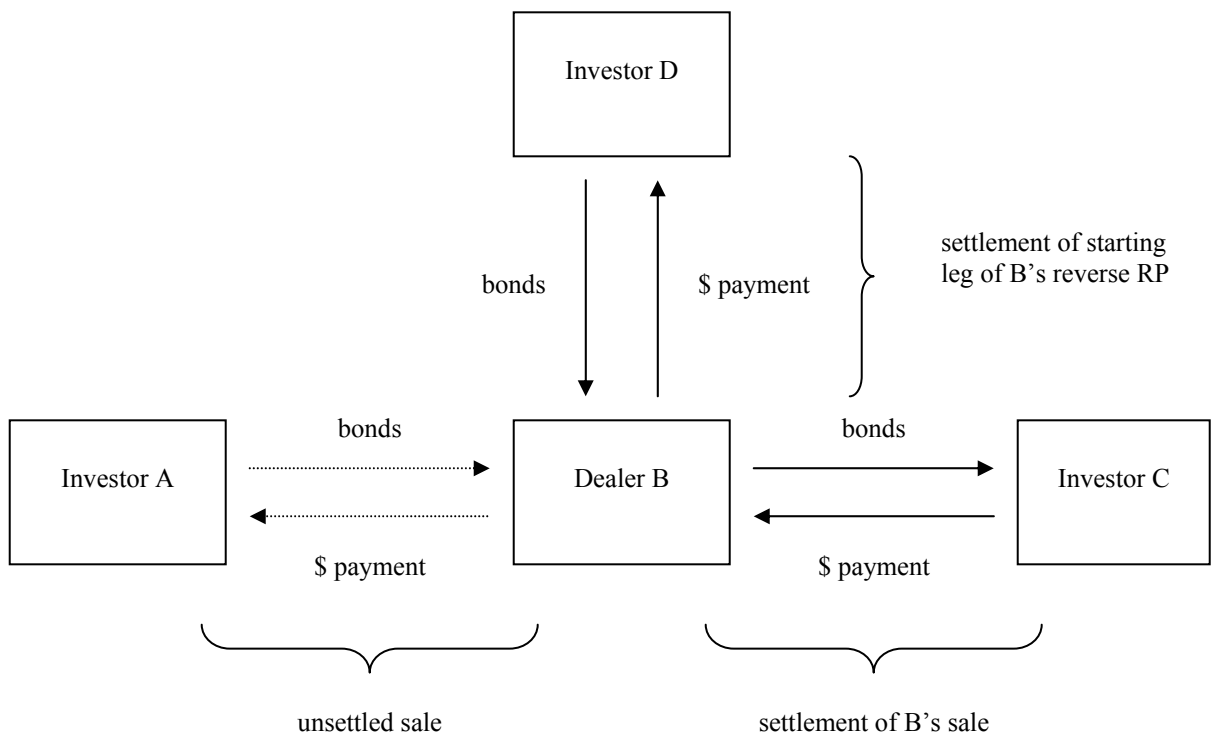 Investor D
bonds
$ payment
settlement of starting
leg of B’s reverse RP
Investor A
bonds
$ payment
Dealer B
bonds
$ payment
Investor C
unsettled sale
settlement of B’s sale